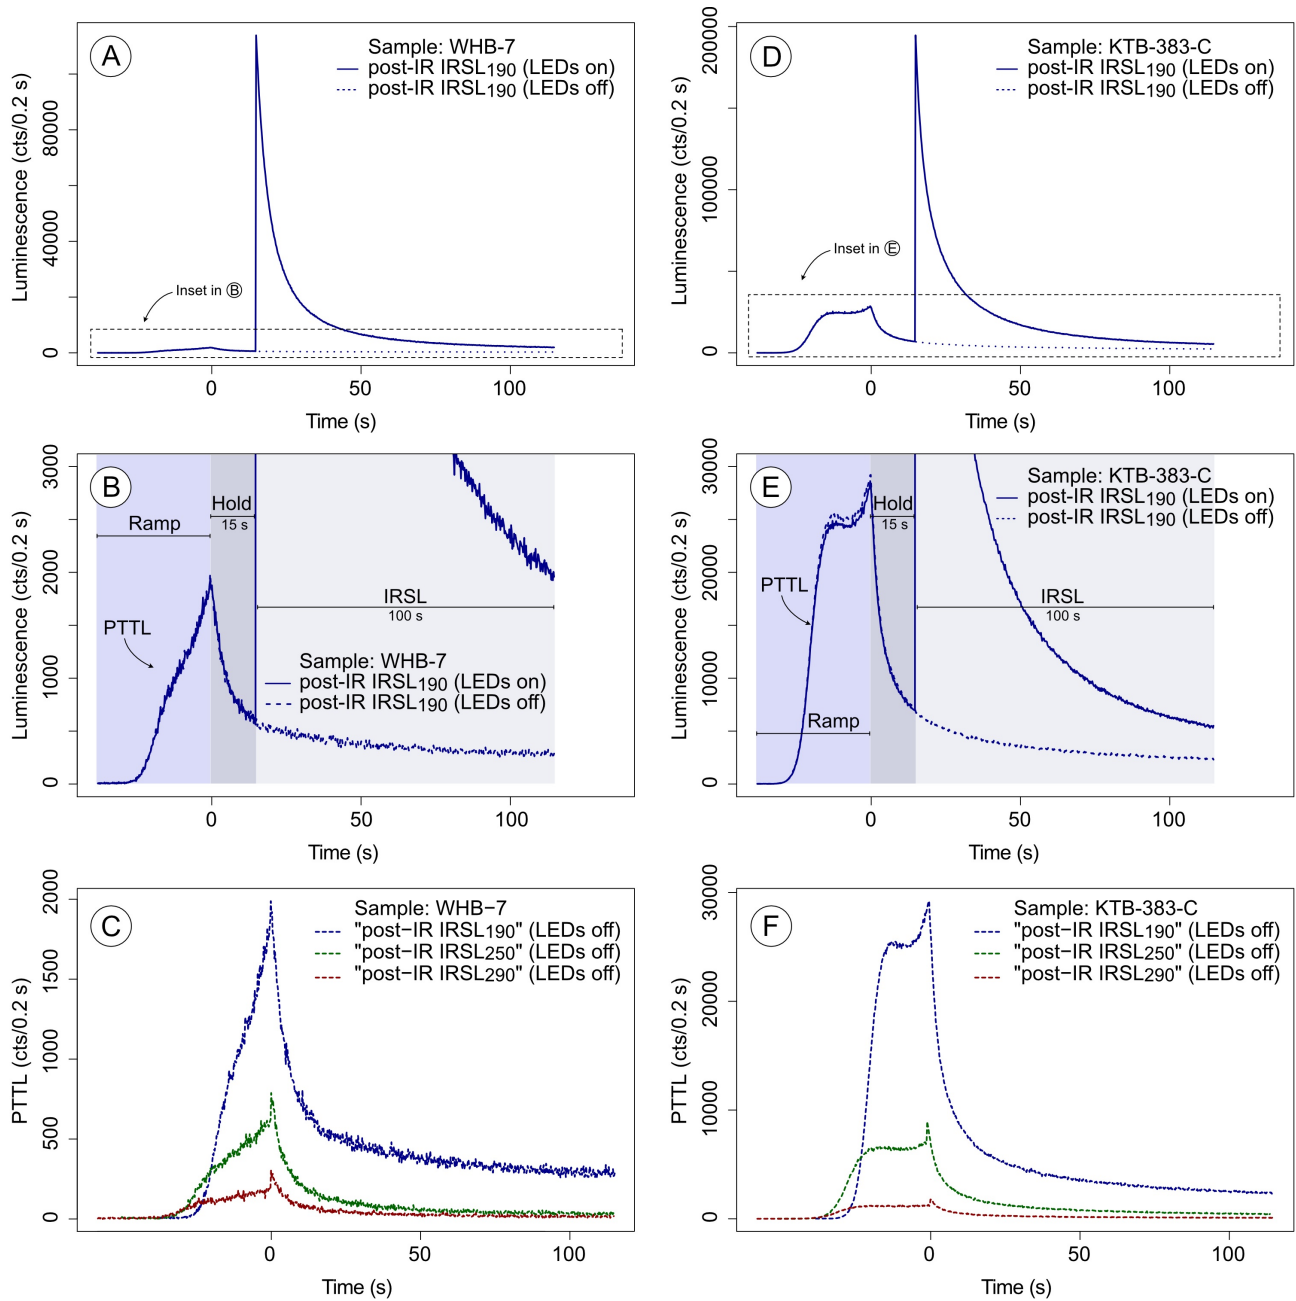 A
Sample: WHB-7
post-IR IRSL190 (LEDs on)
post-IR IRSL190 (LEDs off)
Inset in B
Luminescence (cts/0.2 s)
0
40000
80000
0
50
100
Time (s)
D
Sample: KTB-383-C
post-IR IRSL190 (LEDs on)
post-IR IRSL190 (LEDs off)
Inset in E
Luminescence (cts/0.2 s)
0
100000
200000
0
50
100
Time (s)
B
Ramp
Hold
15 s
IRSL
100 s
PTTL
Sample: WHB-7
post-IR IRSL190 (LEDs on)
post-IR IRSL190 (LEDs off)
Luminescence (cts/0.2 s)
0
1000
2000
3000
0
50
100
Time (s)
E
Sample: KTB-383-C
post-IR IRSL190 (LEDs on)
post-IR IRSL190 (LEDs off)
Hold
15 s
PTTL
IRSL
100 s
Ramp
Luminescence (cts/0.2 s)
0
10000
20000
30000
0
50
100
Time (s)
C
Sample: WHB−7
"post−IR IRSL190" (LEDs off)
"post−IR IRSL250" (LEDs off)
"post−IR IRSL290" (LEDs off)
PTTL (cts/0.2 s)
0
500
1000
1500
2000
0
50
100
Time (s)
F
Sample: KTB-383-C
"post−IR IRSL190" (LEDs off)
"post−IR IRSL250" (LEDs off)
"post−IR IRSL290" (LEDs off)
PTTL (cts/0.2 s)
0
10000
20000
30000
0
50
100
Time (s)